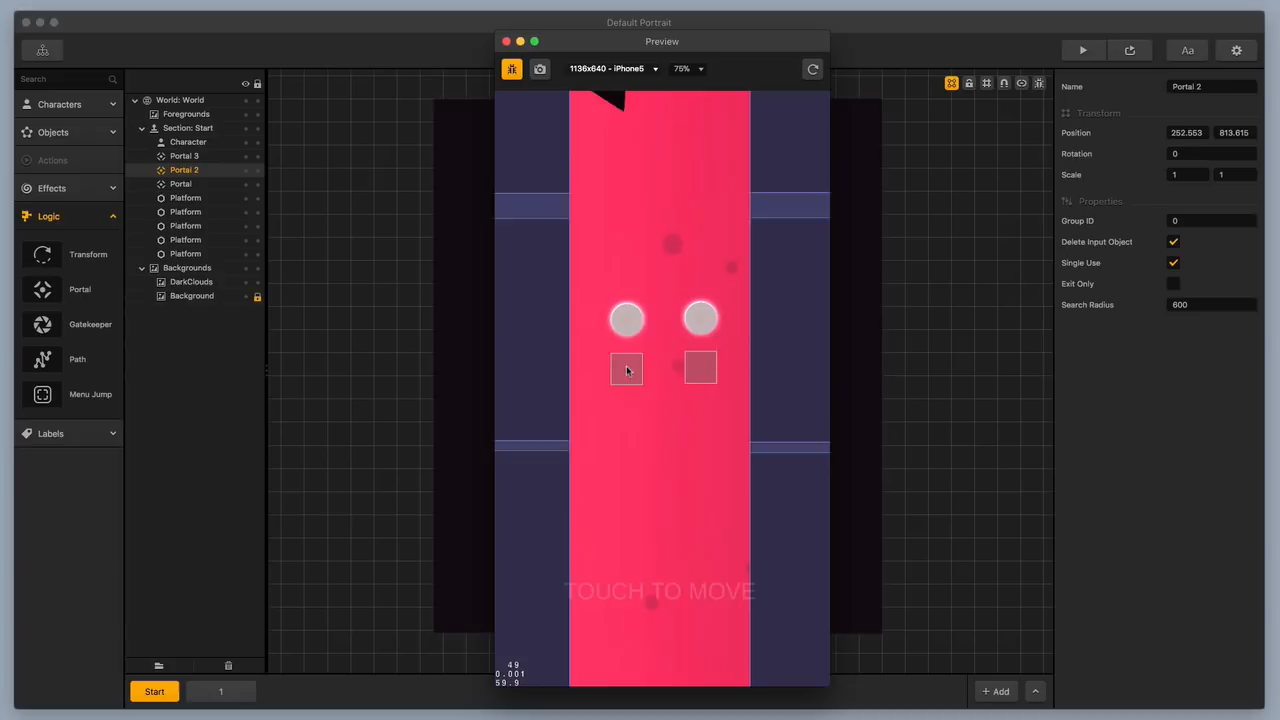 Default Portrait
Preview
Aa
Search
1136x640 - iPhone5
75%
Characters
Objects
Actions
Effects
Logic
Transform
Portal
Gatekeeper
Path
Menu Jump
Labels
World: World
Foregrounds
Section: Start
Character
Portal 3
Portal 2
Portal
Platform
Platform
Platform
Platform
Platform
Backgrounds
DarkClouds
Background
TOUCH TO MOVE
49
0.001
59.9
Name Portal 2
Transform
Position 252.553 813.615
Rotation 0
Scale 1 1
Properties
Group ID 0
Delete Input Object
Single Use
Exit Only
Search Radius 600
Start
1
+ Add